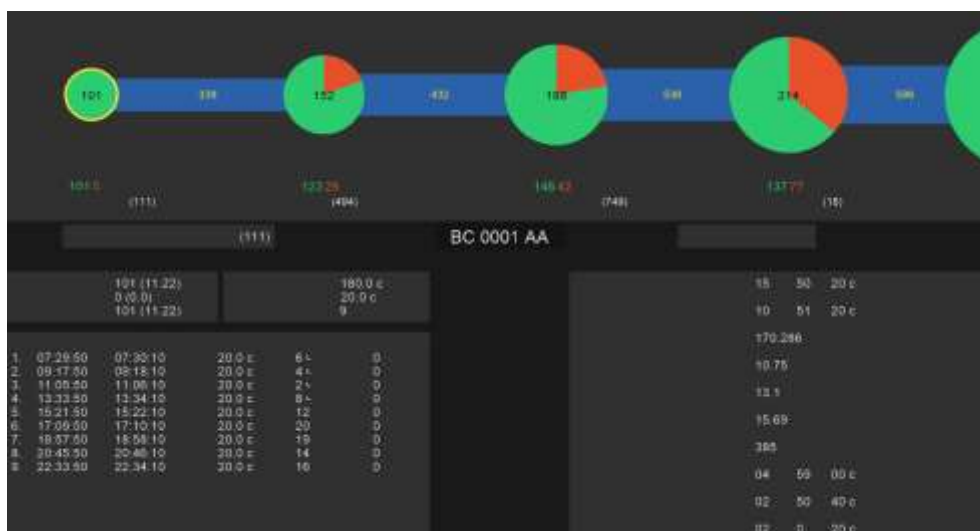 101 338 152 432 188 538 214 596
101 0 123 29 146 42 137 77
(111) (494) (749) (16)
(111) BC 0001 AA
101 (11.22) 180.0 c 15 50 20 c
0 (0.0) 20.0 c
101 (11.22) 9 10 51 20 c
170.286
1. 07:29:50 07:30:10 20.0 c 0
10.75
2. 09:17:50 09:18:10 20.0 c 0
3. 11:05:50 11:06:10 20.0 c 0
13.1
4. 13:33:50 13:34:10 20.0 c 0
5. 15:21:50 15:22:10 20.0 c 12 0
15.69
6. 17:09:50 17:10:10 20.0 c 20 0
7. 18:57:50 18:58:10 20.0 c 19 0
385
8. 20:45:50 20:46:10 20.0 c 14 0
9. 22:33:50 22:34:10 20.0 c 16 0
04 59 00 c
02 50 40 c
02 0 20 c